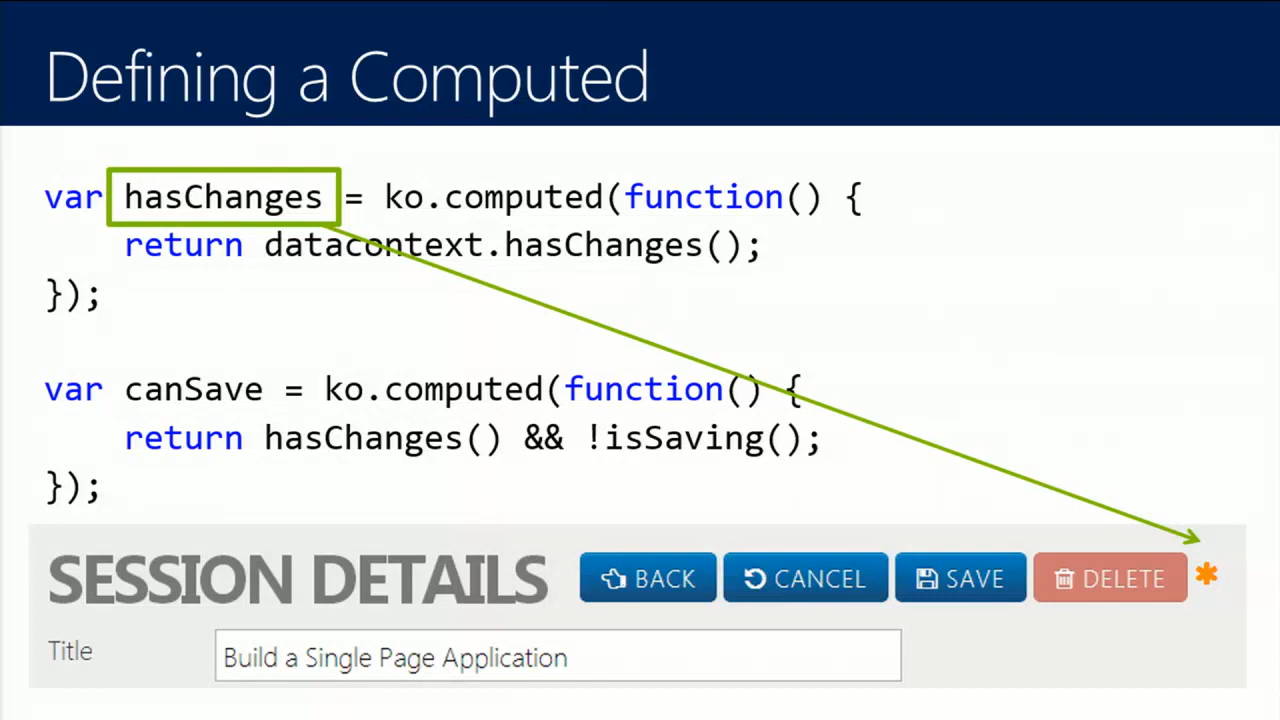 Defining a Computed
var hasChanges = ko.computed(function() {
return datacontext.hasChanges();
});
var canSave = ko.computed(function() {
return hasChanges() && !isSaving();
});
SESSION DETAILS BACK CANCEL SAVE DELETE *
Title Build a Single Page Application